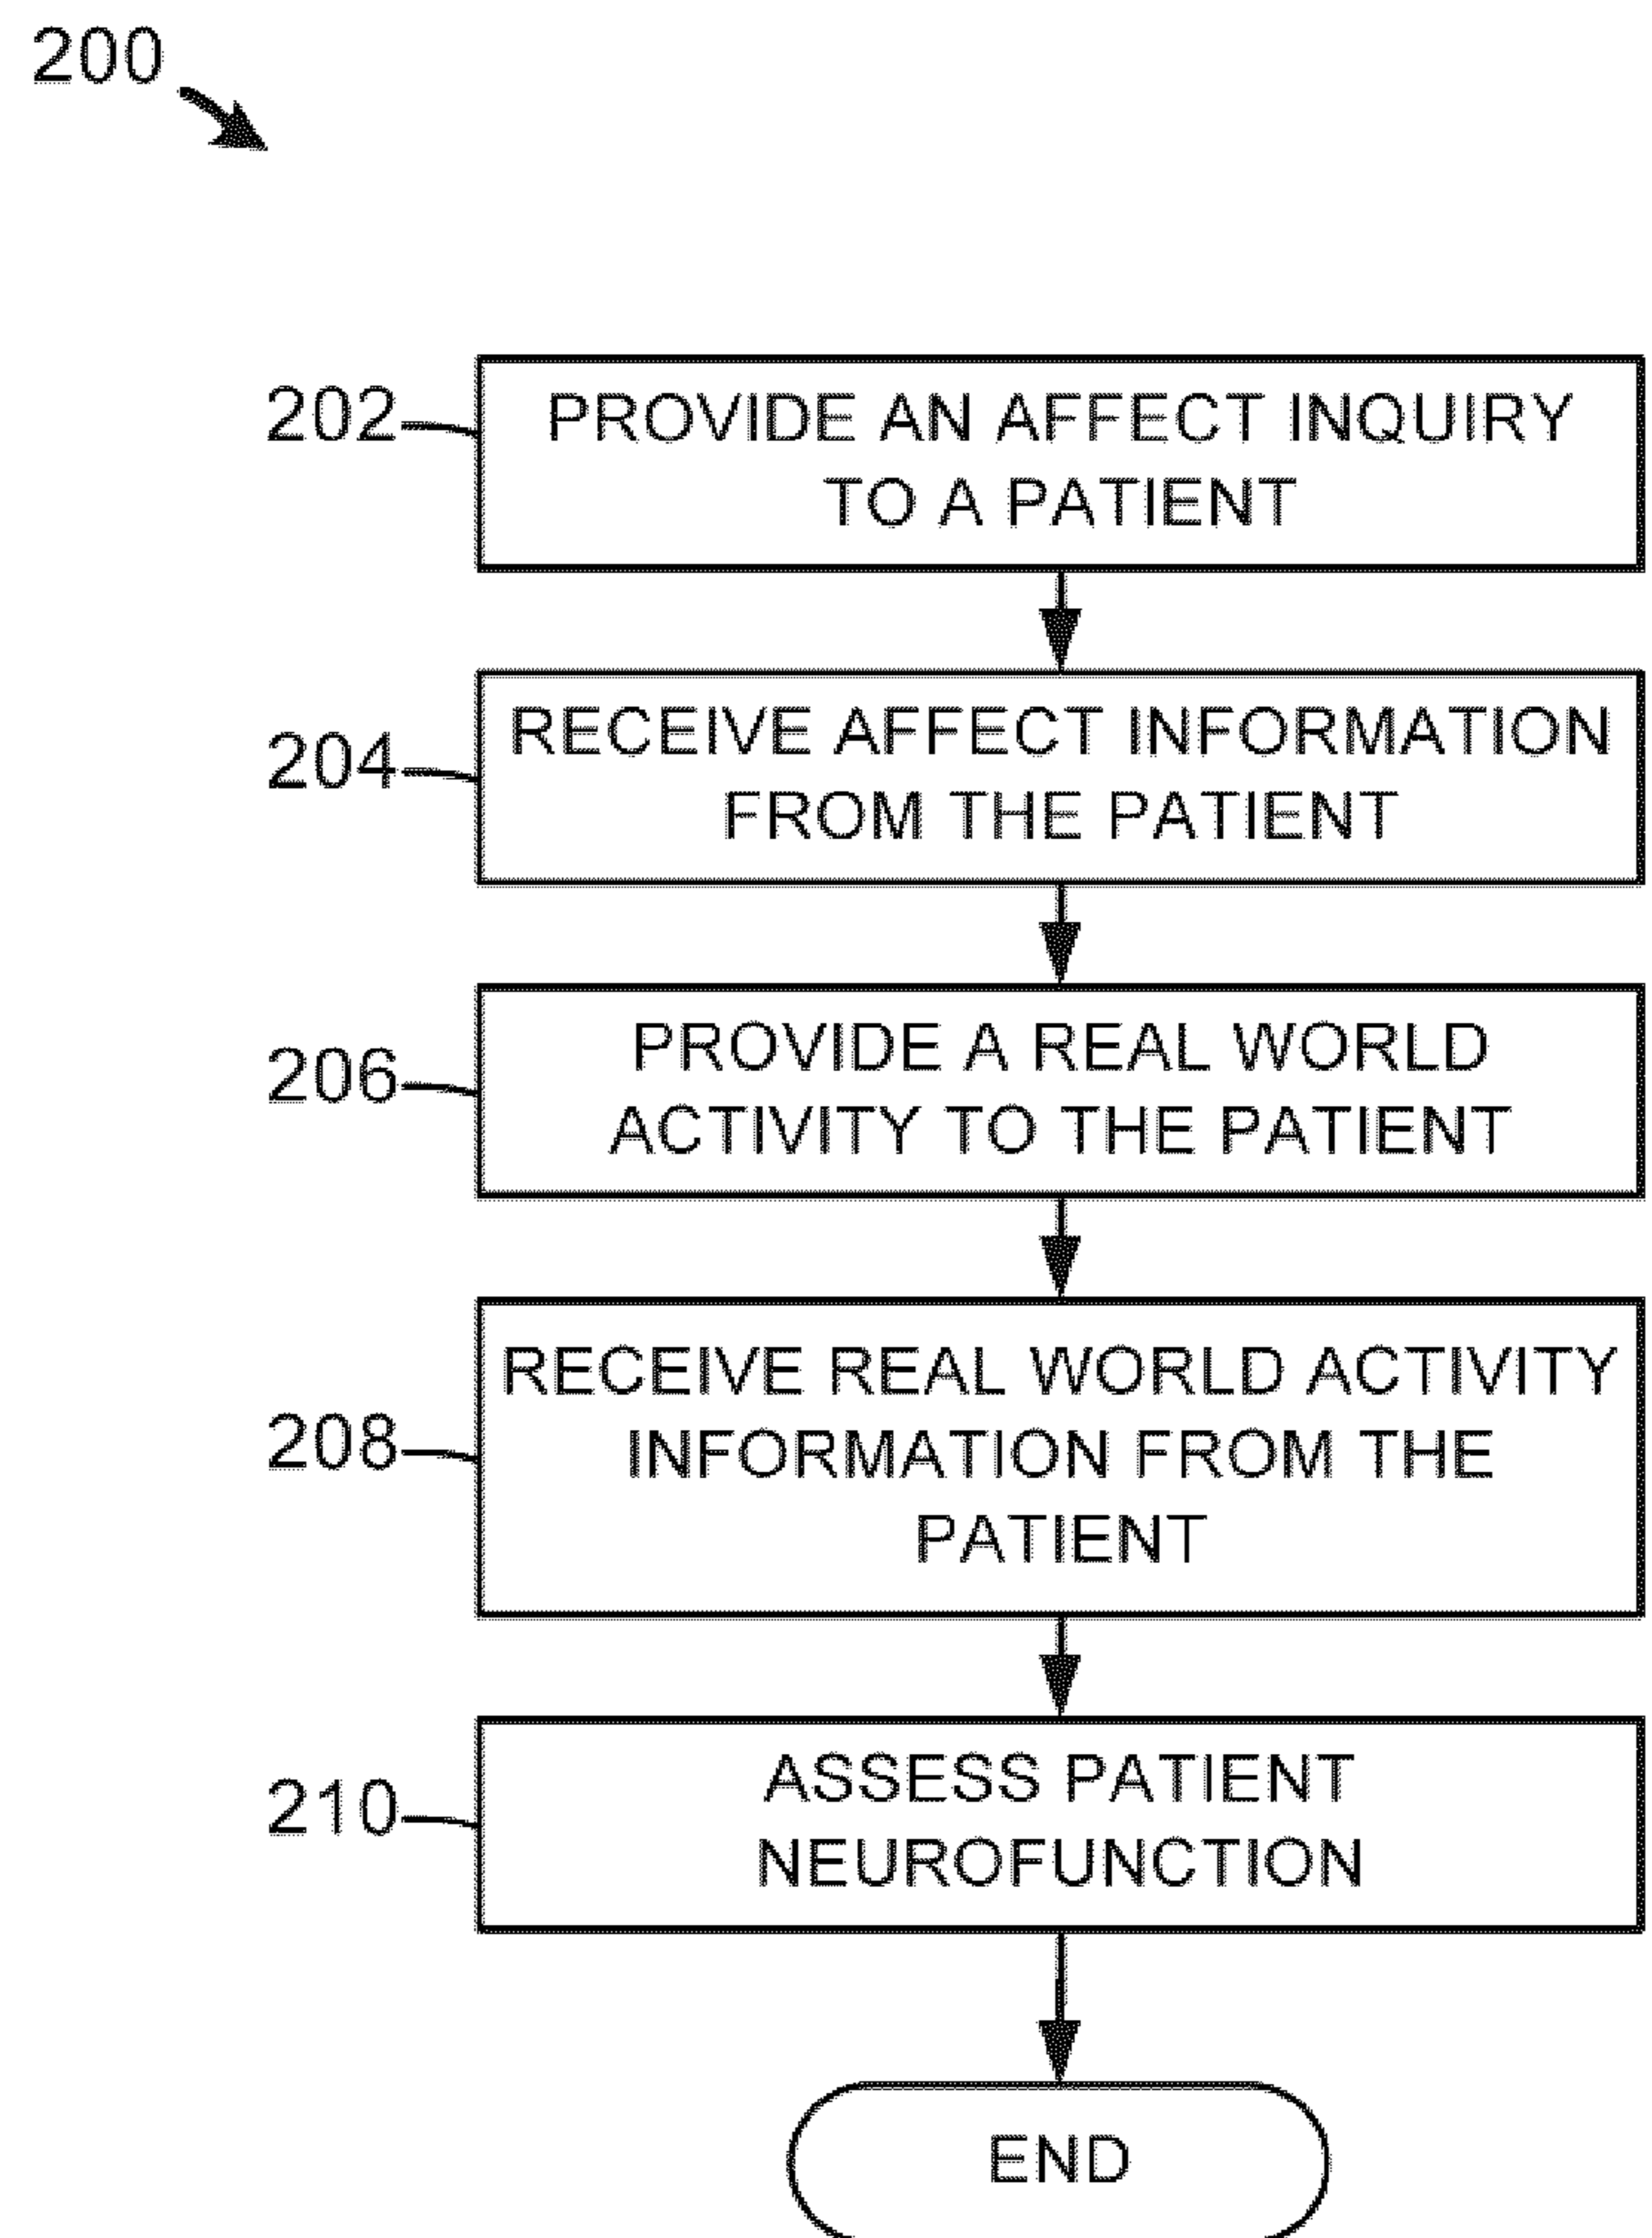 200
202
PROVIDE AN AFFECT INQUIRY
TO A PATIENT
204
RECEIVE AFFECT INFORMATION
FROM THE PATIENT
206
PROVIDE A REAL WORLD
ACTIVITY TO THE PATIENT
208
RECEIVE REAL WORLD ACTIVITY
INFORMATION FROM THE
PATIENT
210
ASSESS PATIENT
NEUROFUNCTION
END